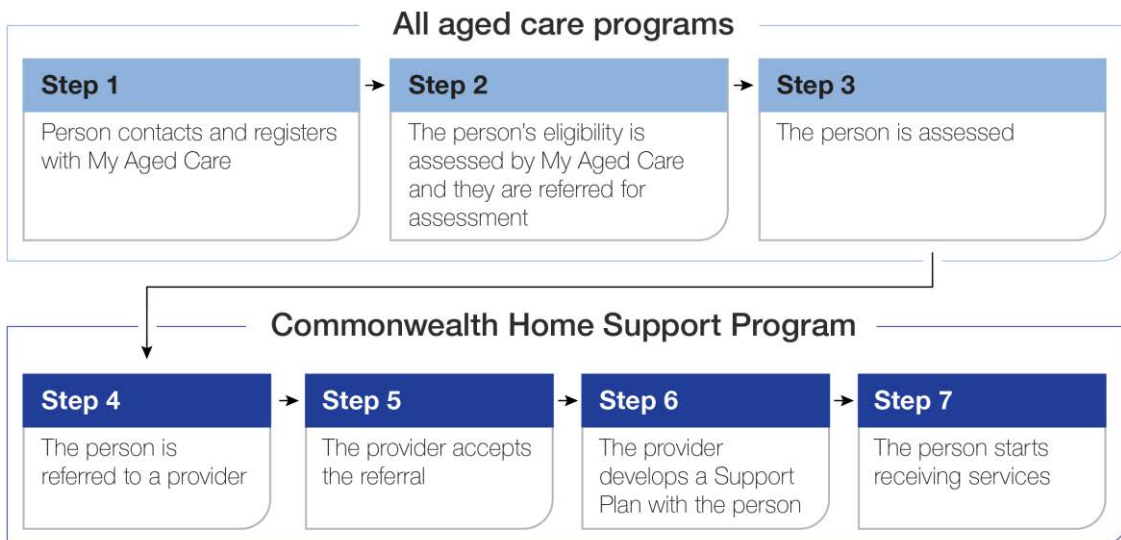 All aged care programs
Step 1
Person contacts and registers
with My Aged Care
Step 2
The person's eligibility is
assessed by My Aged Care
and they are referred for
assessment
Step 3
The person is assessed
Commonwealth Home Support Program
Step 4
The person is
referred to a provider
Step 5
The provider accepts
the referral
Step 6
The provider
develops a Support
Plan with the person
Step 7
The person starts
receiving services